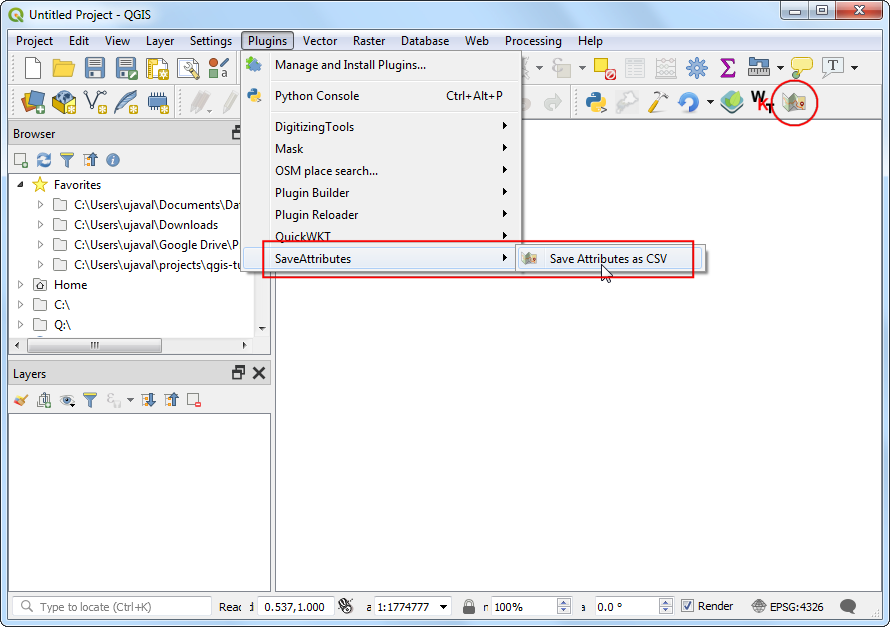 Untitled Project - QGIS
Project Edit View Layer Settings Plugins Vector Raster Database Web Processing Help
Manage and Install Plugins...
Python Console Ctrl+Alt+P
DigitizingTools
Mask
OSM place search...
Plugin Builder
Plugin Reloader
QuickWKT
SaveAttributes
Save Attributes as CSV
Browser
Favorites
C:\Users\ujaval\Documents\Da
C:\Users\ujaval\Downloads
C:\Users\ujaval\Google Drive\P
C:\Users\ujaval\projects\qgis-tu
Home
C:\
Q:\
Layers
Type to locate (Ctrl+K) Read 0.537,1.000 a 1:1774777 100% a 0.0 ° Render EPSG:4326